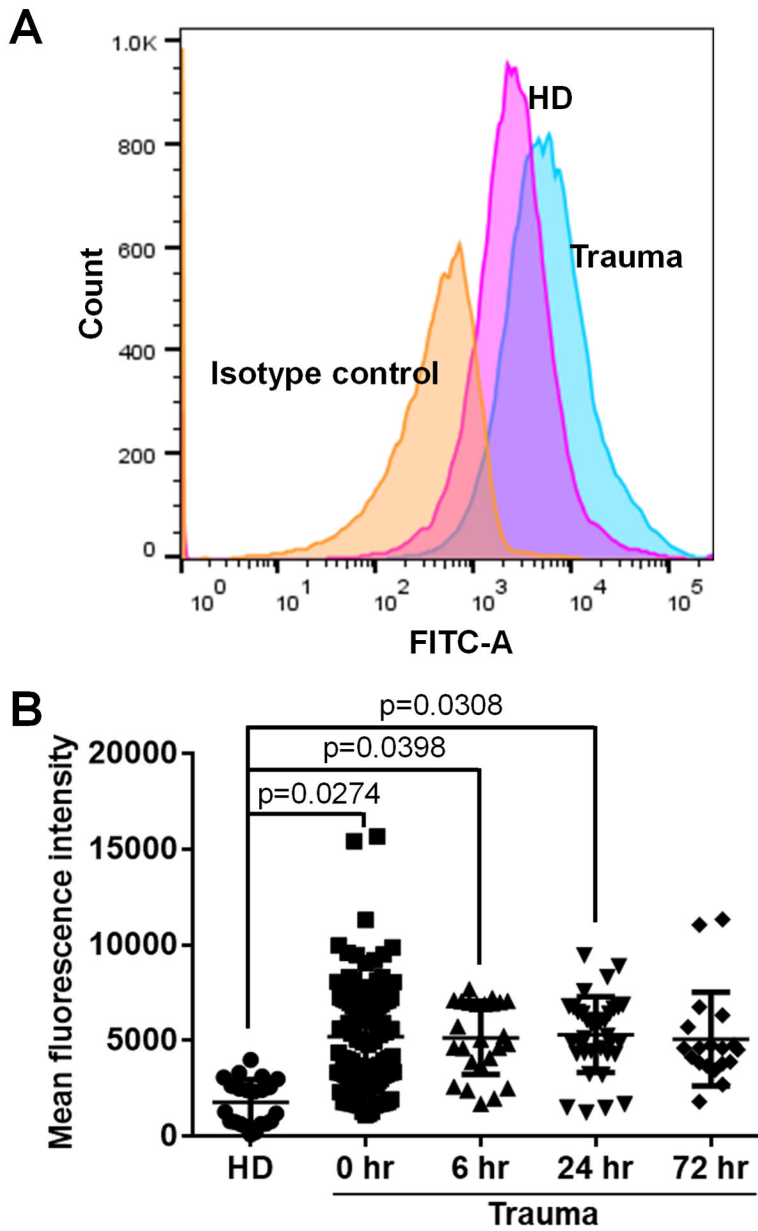 A
1.0K
800
600
400
200
0
Count
HD
Trauma
Isotype control
10^0 10^1 10^2 10^3 10^4 10^5
FITC-A
B
Mean fluorescence intensity
20000
15000
10000
5000
0
p=0.0308
p=0.0398
p=0.0274
HD 0 hr 6 hr 24 hr 72 hr
Trauma